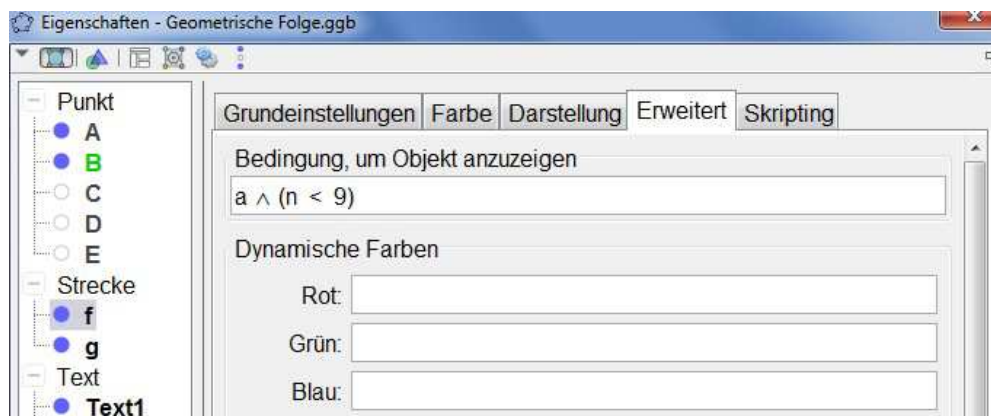 Eigenschaften - Geometrische Folge.ggb
Punkt
A
B
C
D
E
Strecke
f
g
Text
Text1
Grundeinstellungen Farbe Darstellung Erweitert Skripting
Bedingung, um Objekt anzuzeigen
a ∧ (n < 9)
Dynamische Farben
Rot:
Grün:
Blau: